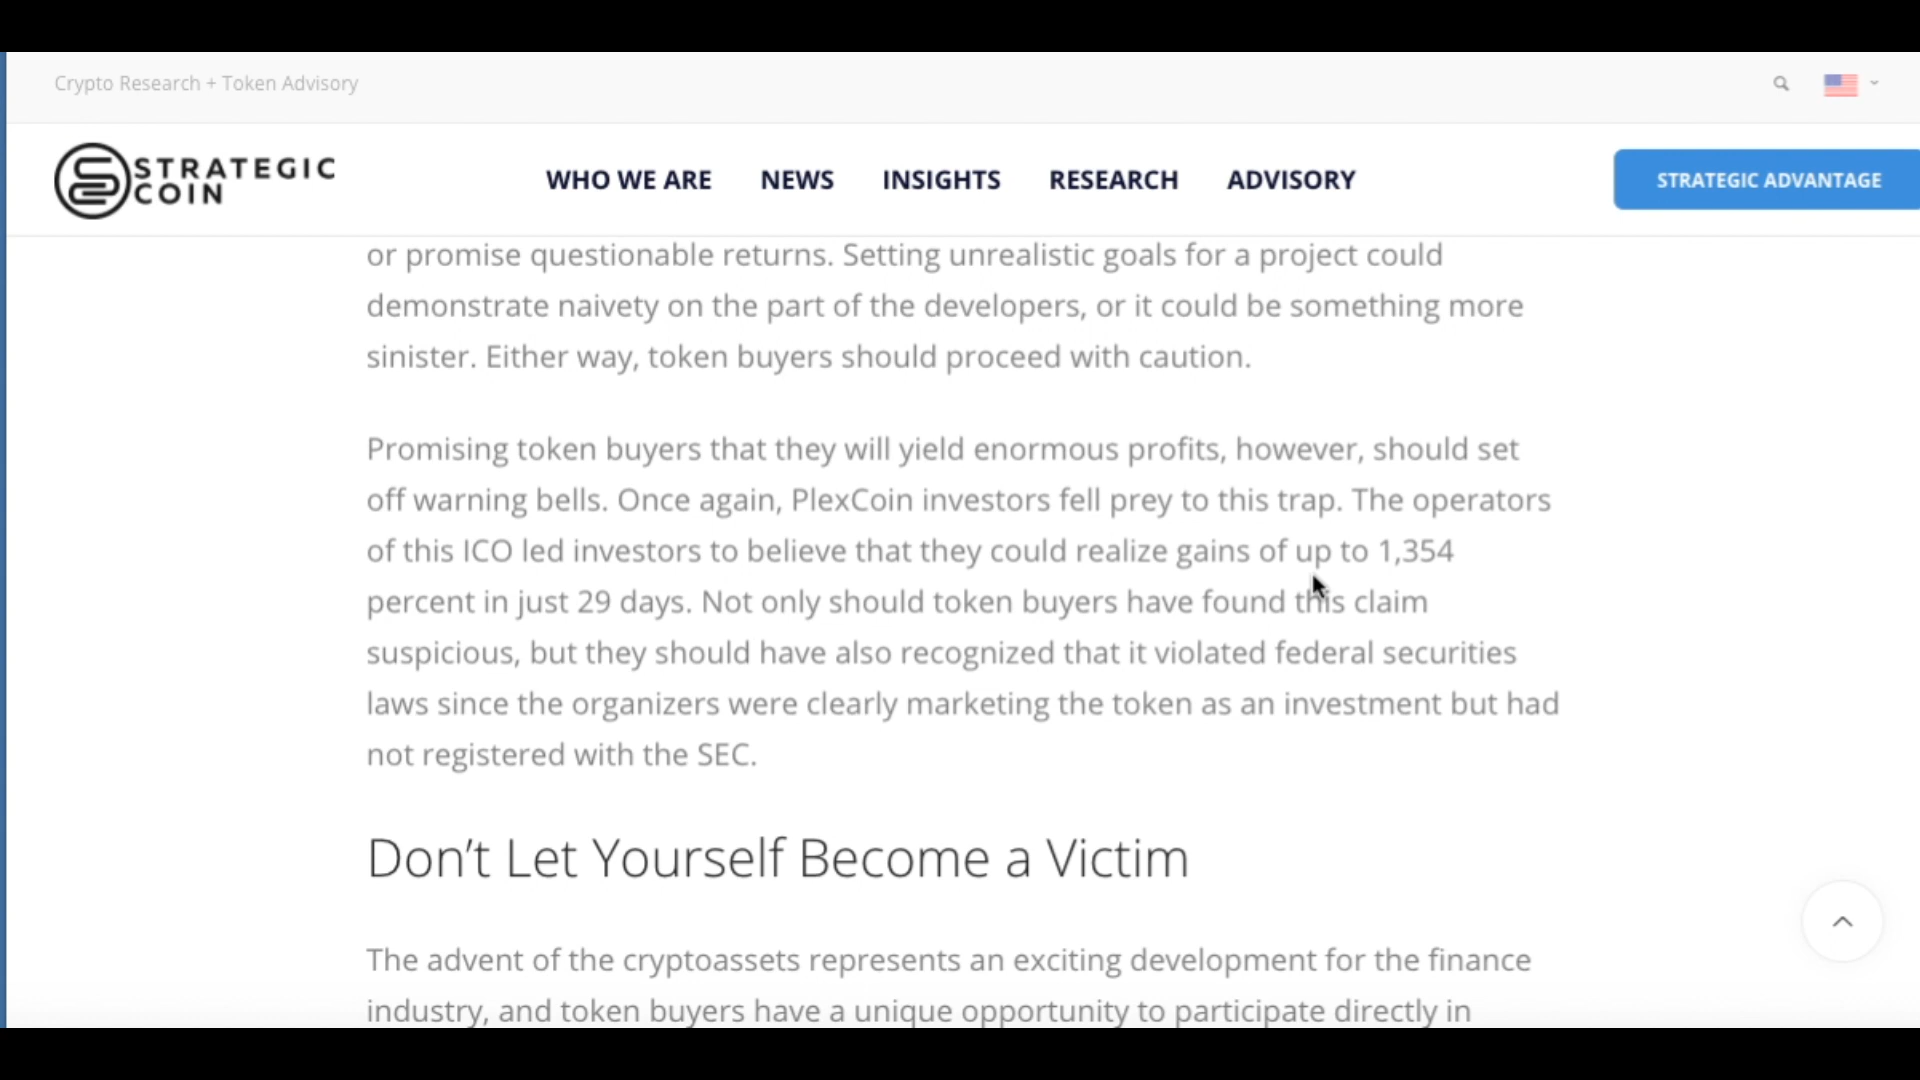 Crypto Research + Token Advisory
STRATEGIC
COIN
WHO WE ARE
NEWS
INSIGHTS
RESEARCH
ADVISORY
STRATEGIC ADVANTAGE
or promise questionable returns. Setting unrealistic goals for a project could
demonstrate naivety on the part of the developers, or it could be something more
sinister. Either way, token buyers should proceed with caution.
Promising token buyers that they will yield enormous profits, however, should set
off warning bells. Once again, PlexCoin investors fell prey to this trap. The operators
of this ICO led investors to believe that they could realize gains of up to 1,354
percent in just 29 days. Not only should token buyers have found this claim
suspicious, but they should have also recognized that it violated federal securities
laws since the organizers were clearly marketing the token as an investment but had
not registered with the SEC.
Don’t Let Yourself Become a Victim
The advent of the cryptoassets represents an exciting development for the finance
industry, and token buyers have a unique opportunity to participate directly in